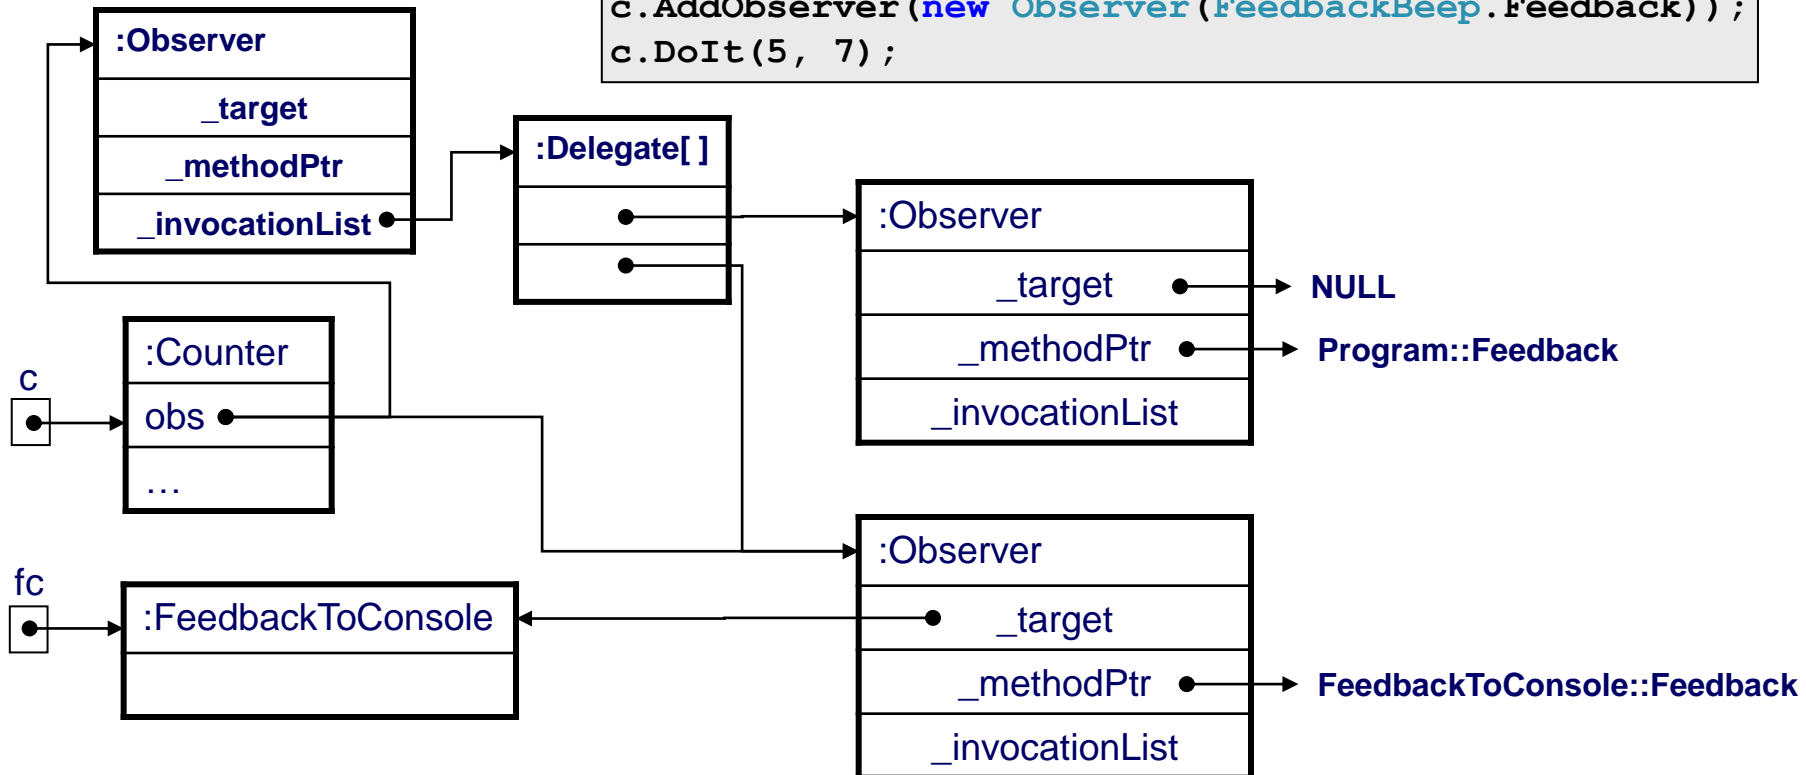 c.AddObserver(new Observer(FeedbackBeep.Feedback));
c.DoIt(5, 7);
:Observer
_target
_methodPtr
_invocationList
:Delegate[ ]
:Observer
_target
NULL
_methodPtr
Program::Feedback
_invocationList
c
:Counter
obs
…
fc
:FeedbackToConsole
:Observer
_target
_methodPtr
FeedbackToConsole::Feedback
_invocationList